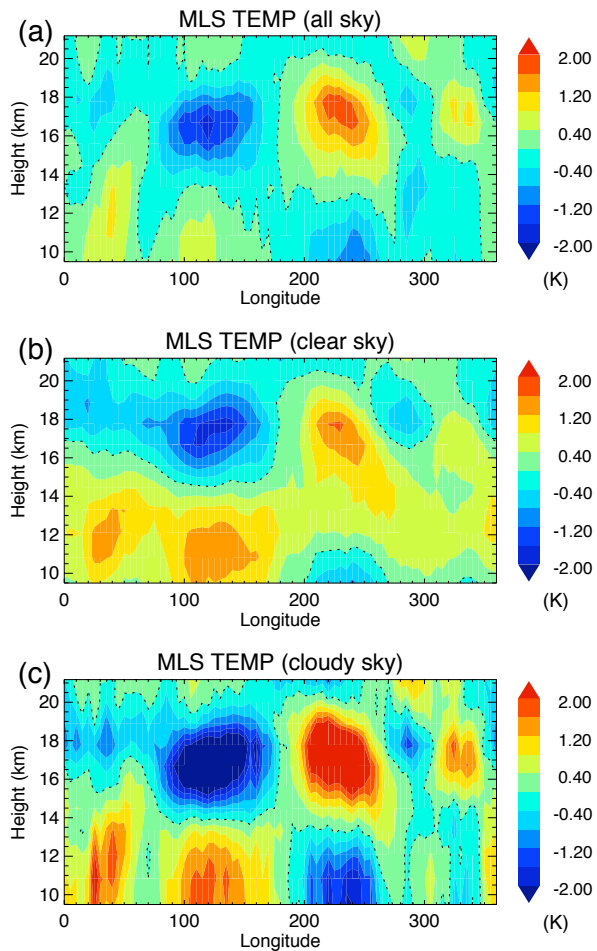 (a) MLS TEMP (all sky)
Height (km)
20
18
16
14
12
10
0 100 200 300
Longitude
2.00
1.20
0.40
-0.40
-1.20
-2.00
(K)
(b) MLS TEMP (clear sky)
Height (km)
20
18
16
14
12
10
0 100 200 300
Longitude
2.00
1.20
0.40
-0.40
-1.20
-2.00
(K)
(c) MLS TEMP (cloudy sky)
Height (km)
20
18
16
14
12
10
0 100 200 300
Longitude
2.00
1.20
0.40
-0.40
-1.20
-2.00
(K)